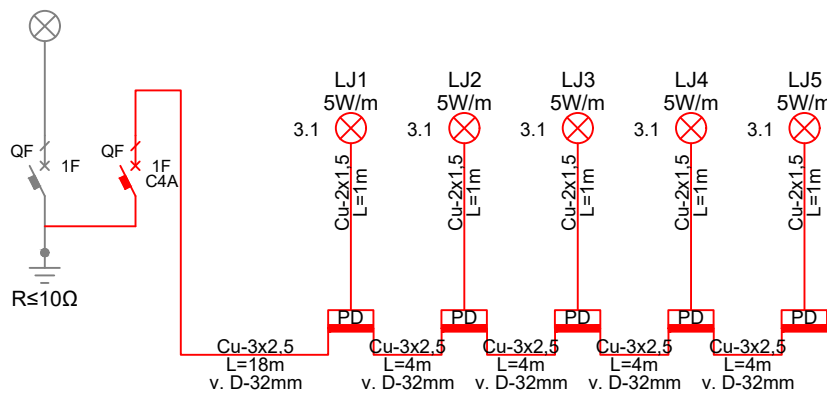 LJ1 LJ2 LJ3 LJ4 LJ5
5W/m 5W/m 5W/m 5W/m 5W/m
3.1 3.1 3.1 3.1 3.1
QF 1F QF 1F
C4A
Cu-2x1,5 Cu-2x1,5 Cu-2x1,5 Cu-2x1,5 Cu-2x1,5
L=1m L=1m L=1m L=1m L=1m
R≤10Ω
PD PD PD PD PD
Cu-3x2,5 Cu-3x2,5 Cu-3x2,5 Cu-3x2,5 Cu-3x2,5
L=18m L=4m L=4m L=4m L=4m
v. D-32mm v. D-32mm v. D-32mm v. D-32mm v. D-32mm